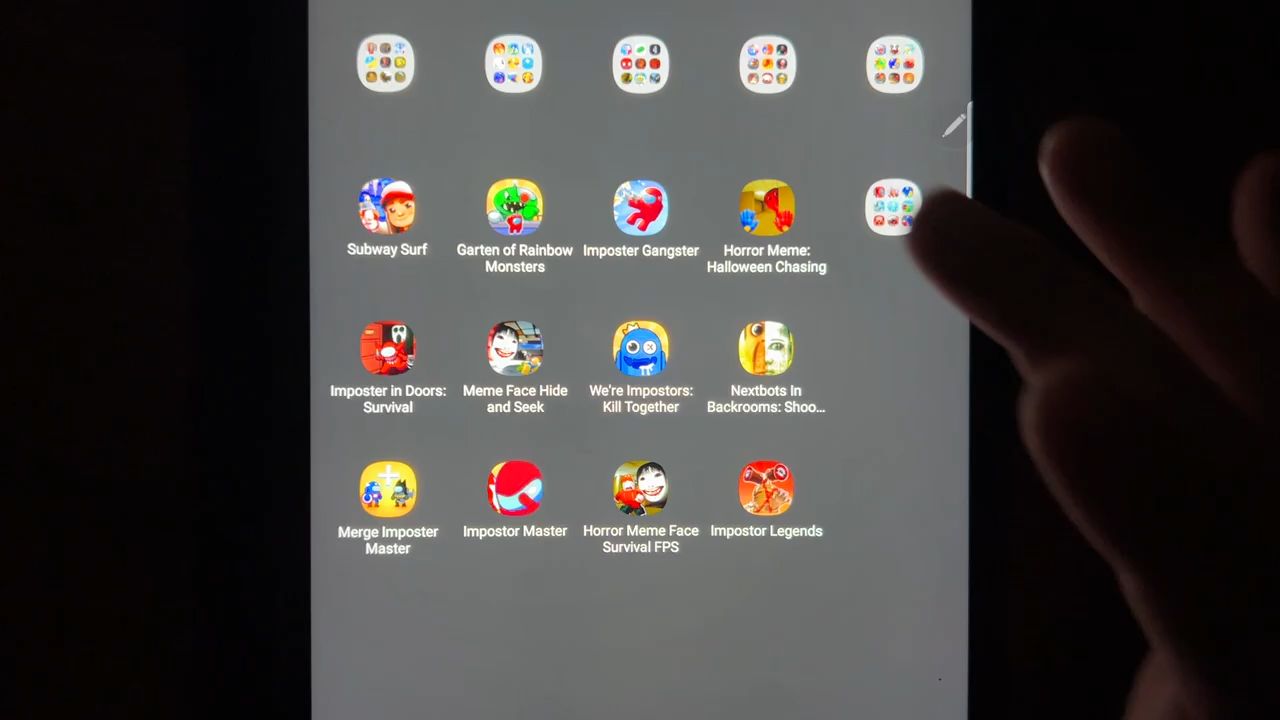 Subway Surf
Garten of Rainbow
Monsters
Imposter Gangster
Horror Meme:
Halloween Chasing
Imposter in Doors:
Survival
Meme Face Hide
and Seek
We're Impostors:
Kill Together
Nextbots In
Backrooms: Shoo...
Merge Imposter
Master
Impostor Master
Horror Meme Face
Survival FPS
Impostor Legends